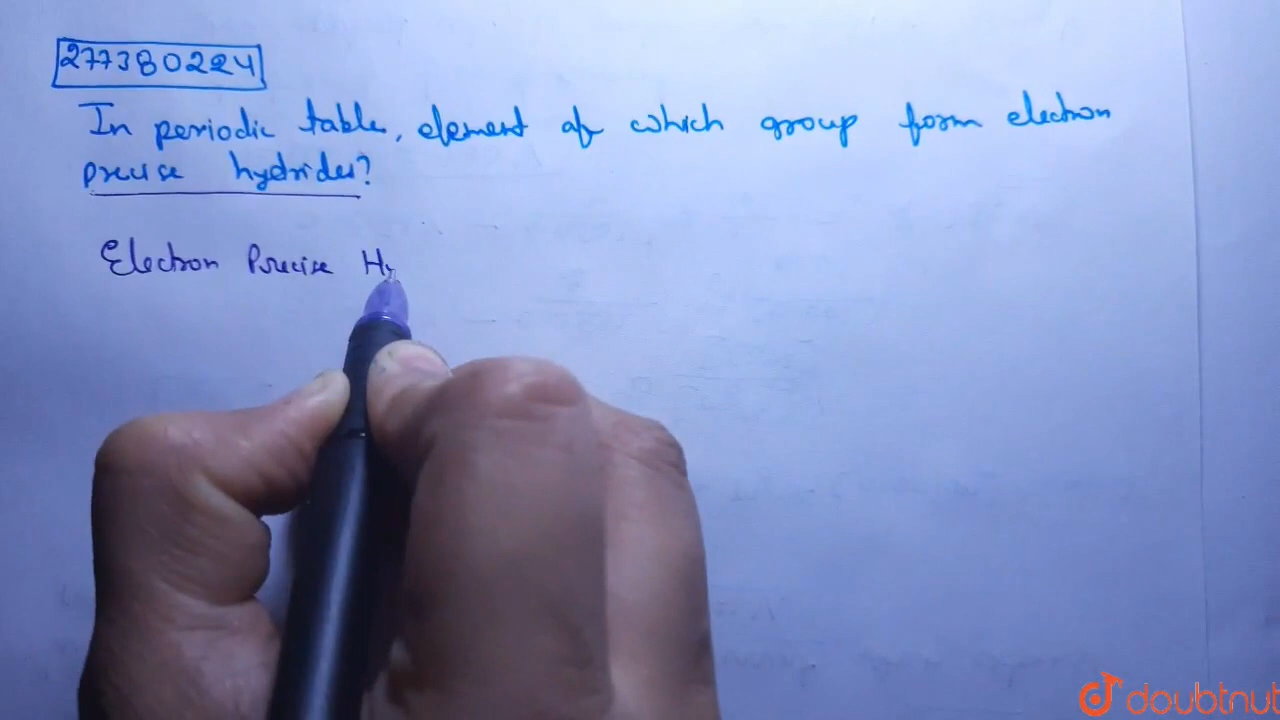 277380224
In periodic table, element of which group form electron
precise hydrides?
Electron Precise Hy
doubtnut